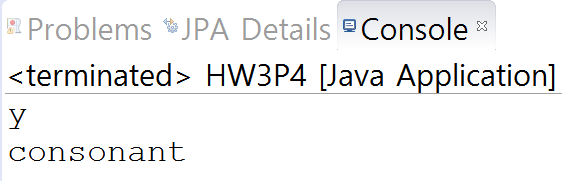 Problems JPA Details Console
<terminated> HW3P4 [Java Application]
y
consonant